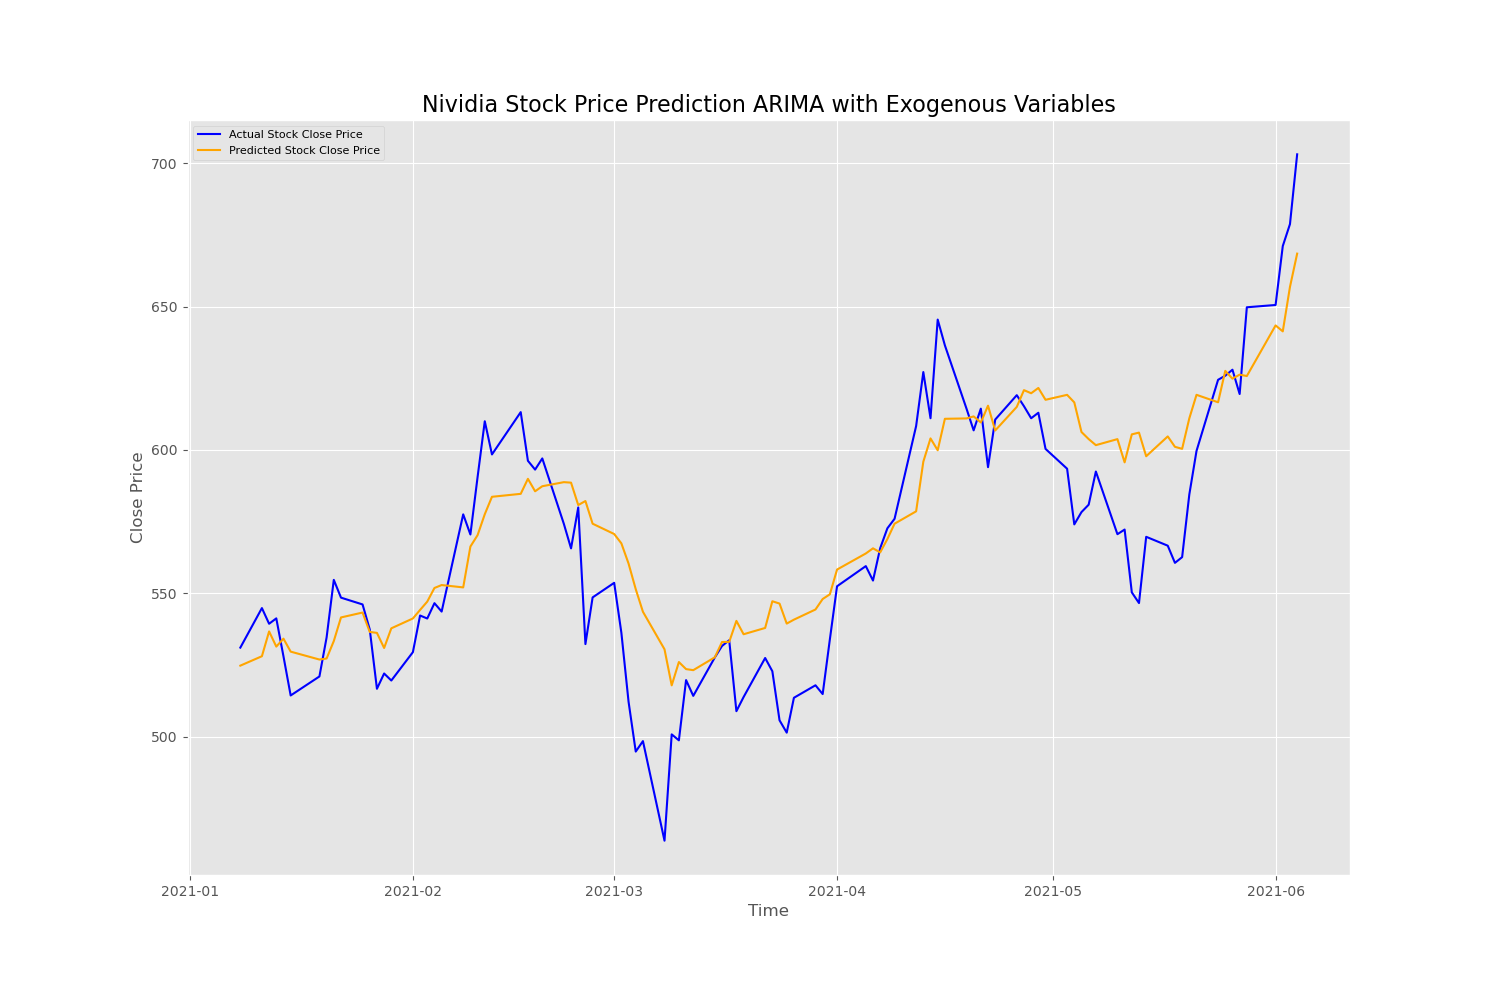 Nividia Stock Price Prediction ARIMA with Exogenous Variables
Actual Stock Close Price
Predicted Stock Close Price
700
650
600
550
500
Close Price
2021-01 2021-02 2021-03 2021-04 2021-05 2021-06
Time